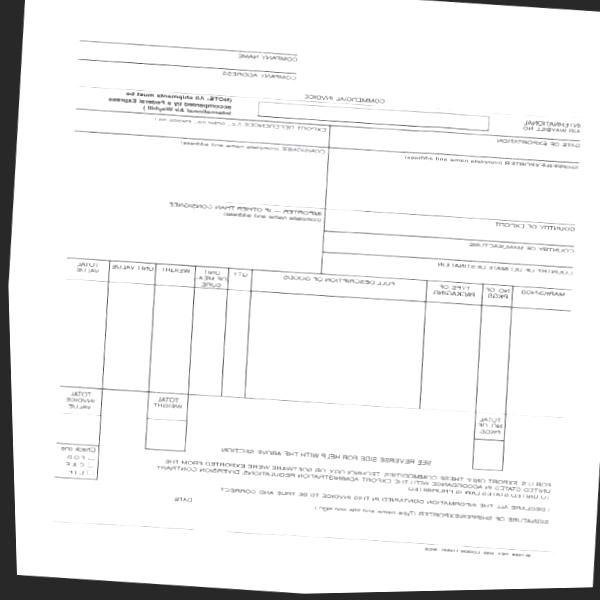 COMPANY NAME
COMPANY ADDRESS
COMMERCIAL INVOICE
INTERNATIONAL
AIR WAYBILL NO.
(NOTE: All shipments must be
accompanied by a Federal Express
International Air Waybill.)
DATE OF EXPORTATION
EXPORT REFERENCES
SHIPPER/EXPORTER (complete name and address)
CONSIGNEE (complete name and address)
COUNTRY OF EXPORT
IMPORTER — IF OTHER THAN CONSIGNEE
(complete name and address)
COUNTRY OF MANUFACTURE
COUNTRY OF ULTIMATE DESTINATION
MARKS/NOS
NO. OF
PKGS
TYPE OF
PACKAGING
FULL DESCRIPTION OF GOODS
QTY
UNIT
OF MEA-
SURE
WEIGHT
UNIT VALUE
TOTAL
VALUE
TOTAL
NO. OF
PKGS.
TOTAL
WEIGHT
TOTAL
INVOICE
VALUE
SEE REVERSE SIDE FOR HELP WITH THE ABOVE SECTION
Check one
F.O.B.
C & F
C.I.F.
FOR U.S. EXPORT ONLY: THESE COMMODITIES, TECHNOLOGY, OR SOFTWARE WERE EXPORTED FROM THE
UNITED STATES IN ACCORDANCE WITH THE EXPORT ADMINISTRATION REGULATIONS. DIVERSION CONTRARY
TO UNITED STATES LAW IS PROHIBITED.
I DECLARE ALL THE INFORMATION CONTAINED IN THIS INVOICE TO BE TRUE AND CORRECT
SIGNATURE OF SHIPPER/EXPORTER (Type name and title and sign.)
DATE